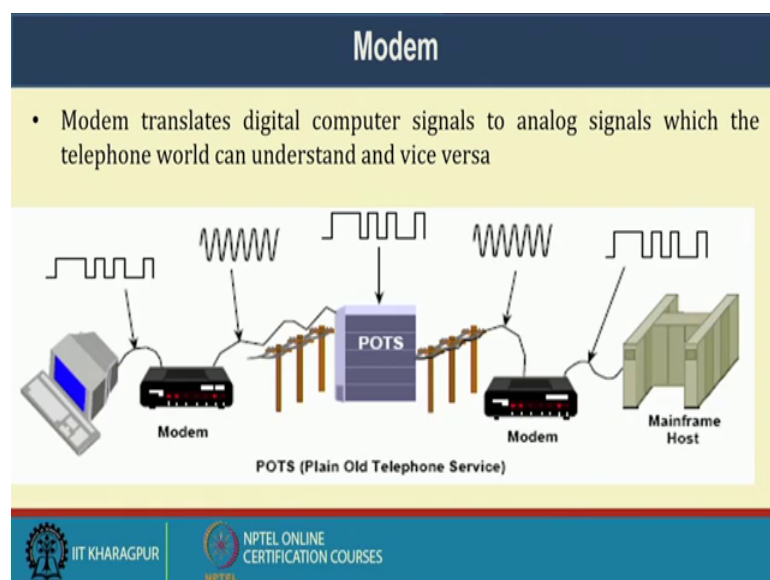 Modem
• Modem translates digital computer signals to analog signals which the
telephone world can understand and vice versa
POTS
Modem
Modem
Mainframe
Host
POTS (Plain Old Telephone Service)
IIT KHARAGPUR
NPTEL ONLINE
CERTIFICATION COURSES
NPTEL